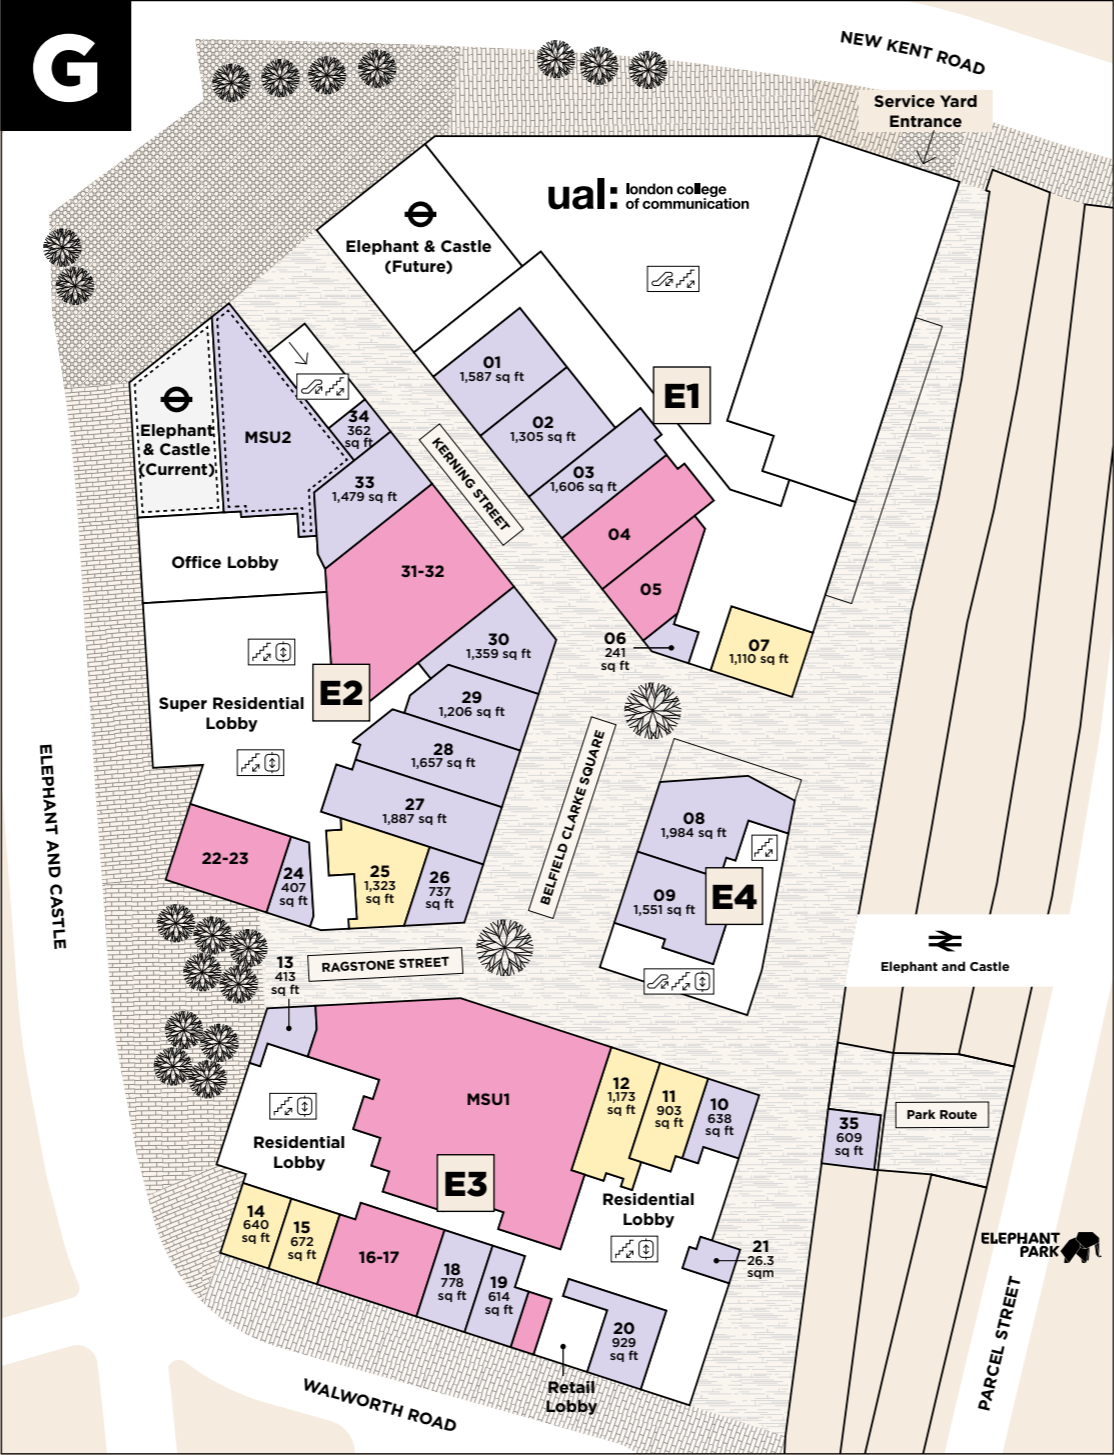 G
NEW KENT ROAD
Service Yard
Entrance
ual: london college
of communication
Elephant & Castle
(Future)
01
1,587 sq ft
E1
02
1,305 sq ft
03
1,606 sq ft
04
05
06
241
sq ft
07
1,110 sq ft
KERNING STREET
Elephant
& Castle
(Current)
MSU2
34
362
sq ft
33
1,479 sq ft
Office Lobby
31-32
30
1,359 sq ft
E2
Super Residential
Lobby
29
1,206 sq ft
28
1,657 sq ft
27
1,887 sq ft
22-23
24
407
sq ft
25
1,323
sq ft
26
737
sq ft
ELEPHANT AND CASTLE
BELFIELD CLARKE SQUARE
08
1,984 sq ft
09
1,551 sq ft
E4
RAGSTONE STREET
Elephant and Castle
13
413
sq ft
MSU1
12
1,173
sq ft
11
903
sq ft
10
638
sq ft
35
609
sq ft
Park Route
Residential
Lobby
E3
Residential
Lobby
14
640
sq ft
15
672
sq ft
16-17
18
778
sq ft
19
614
sq ft
21
26.3
sqm
20
929
sq ft
Retail
Lobby
ELEPHANT
PARK
PARCEL STREET
WALWORTH ROAD